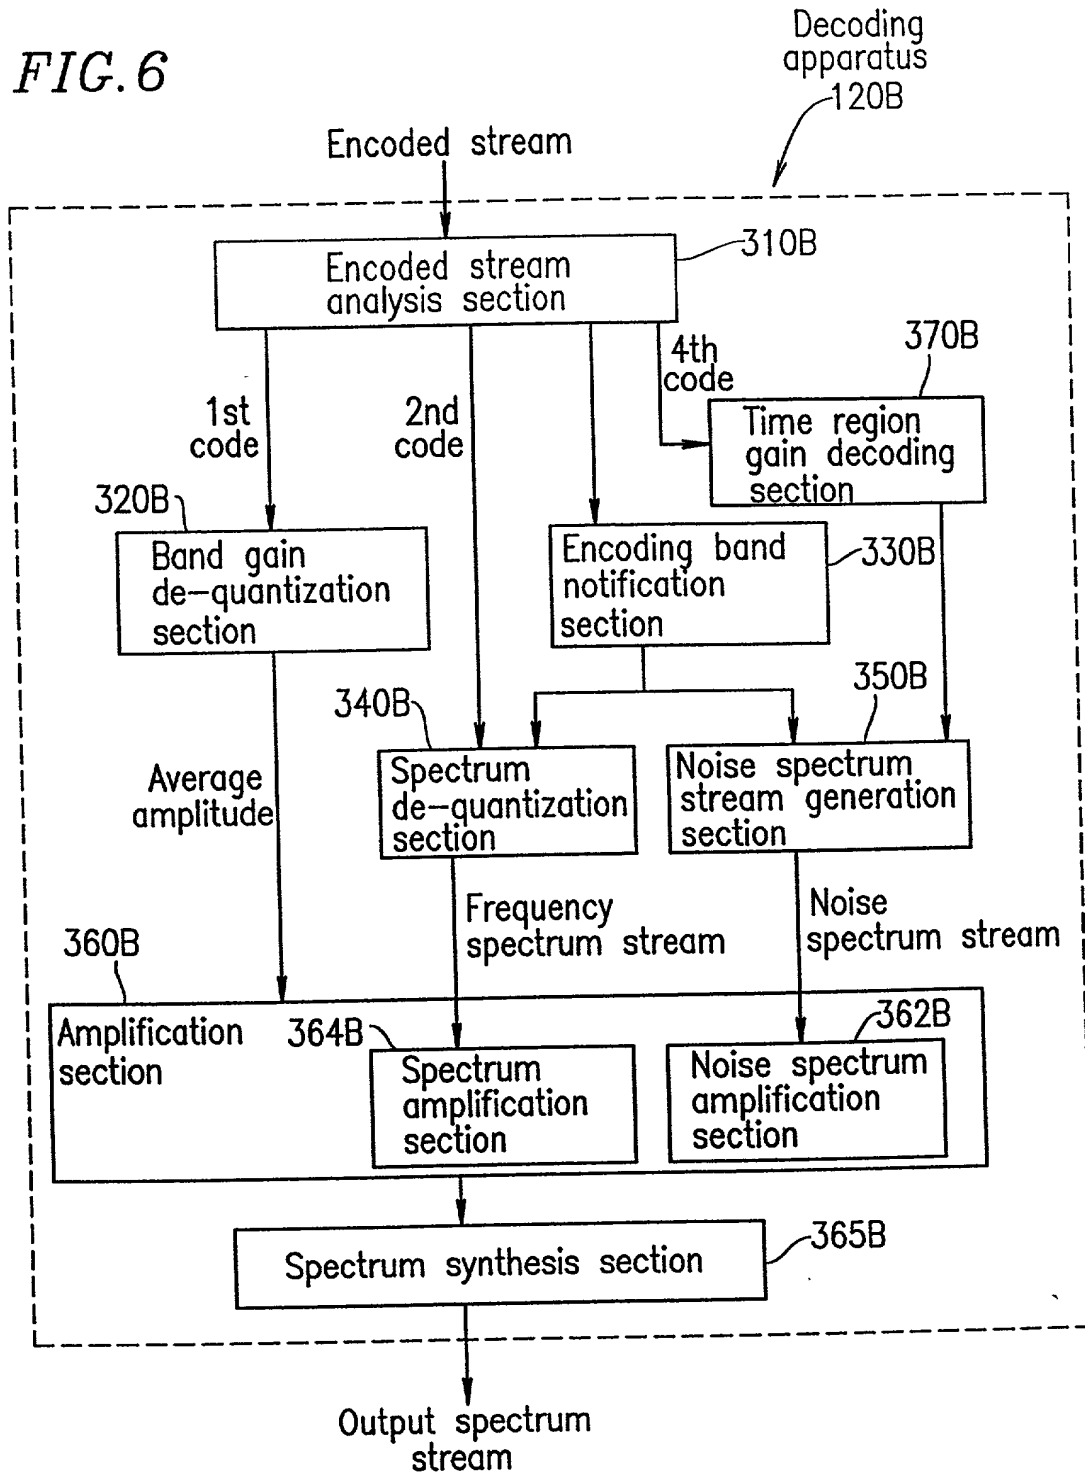 FIG. 6
Decoding
apparatus
120B
Encoded stream
310B
Encoded stream
analysis section
370B
4th
code
1st
code
2nd
code
Time region
gain decoding
section
320B
Band gain
de-quantization
section
Encoding band
notification
section
330B
340B
350B
Spectrum
de-quantization
section
Noise spectrum
stream generation
section
Average
amplitude
Frequency
spectrum stream
Noise
spectrum stream
360B
Amplification
section
364B
362B
Spectrum
amplification
section
Noise spectrum
amplification
section
365B
Spectrum synthesis section
Output spectrum
stream